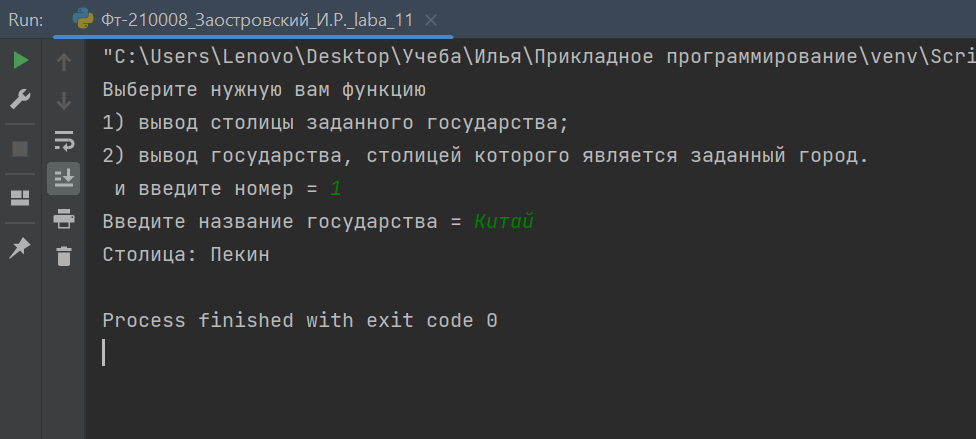 Run: Фт-210008_Заостровский_И.Р._laba_11
"C:\Users\Lenovo\Desktop\Учеба\Илья\Прикладное программирование\venv\Scri
Выберите нужную вам функцию
1) вывод столицы заданного государства;
2) вывод государства, столицей которого является заданный город.
и введите номер = 1
Введите название государства = Китай
Столица: Пекин
Process finished with exit code 0